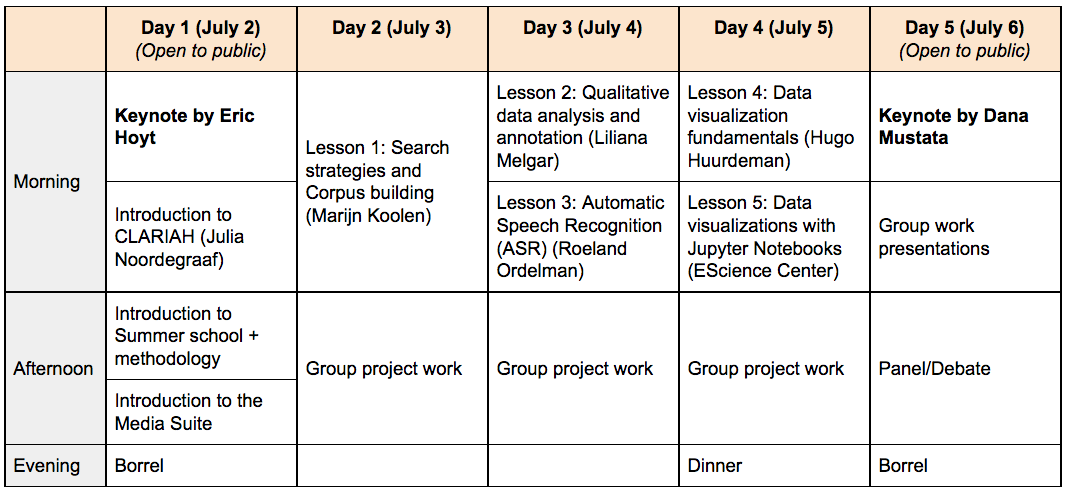 Day 1 (July 2)
(Open to public)
Day 2 (July 3)
Day 3 (July 4)
Day 4 (July 5)
Day 5 (July 6)
(Open to public)
Morning
Keynote by Eric
Hoyt
Introduction to
CLARIAH (Julia
Noordegraaf)
Lesson 1: Search
strategies and
Corpus building
(Marijn Koolen)
Lesson 2: Qualitative
data analysis and
annotation (Liliana
Melgar)
Lesson 3: Automatic
Speech Recognition
(ASR) (Roeland
Ordelman)
Lesson 4: Data
visualization
fundamentals (Hugo
Huurdeman)
Lesson 5: Data
visualizations with
Jupyter Notebooks
(EScience Center)
Keynote by Dana
Mustata
Group work
presentations
Afternoon
Introduction to
Summer school +
methodology
Introduction to the
Media Suite
Group project work
Group project work
Group project work
Panel/Debate
Evening
Borrel
Dinner
Borrel